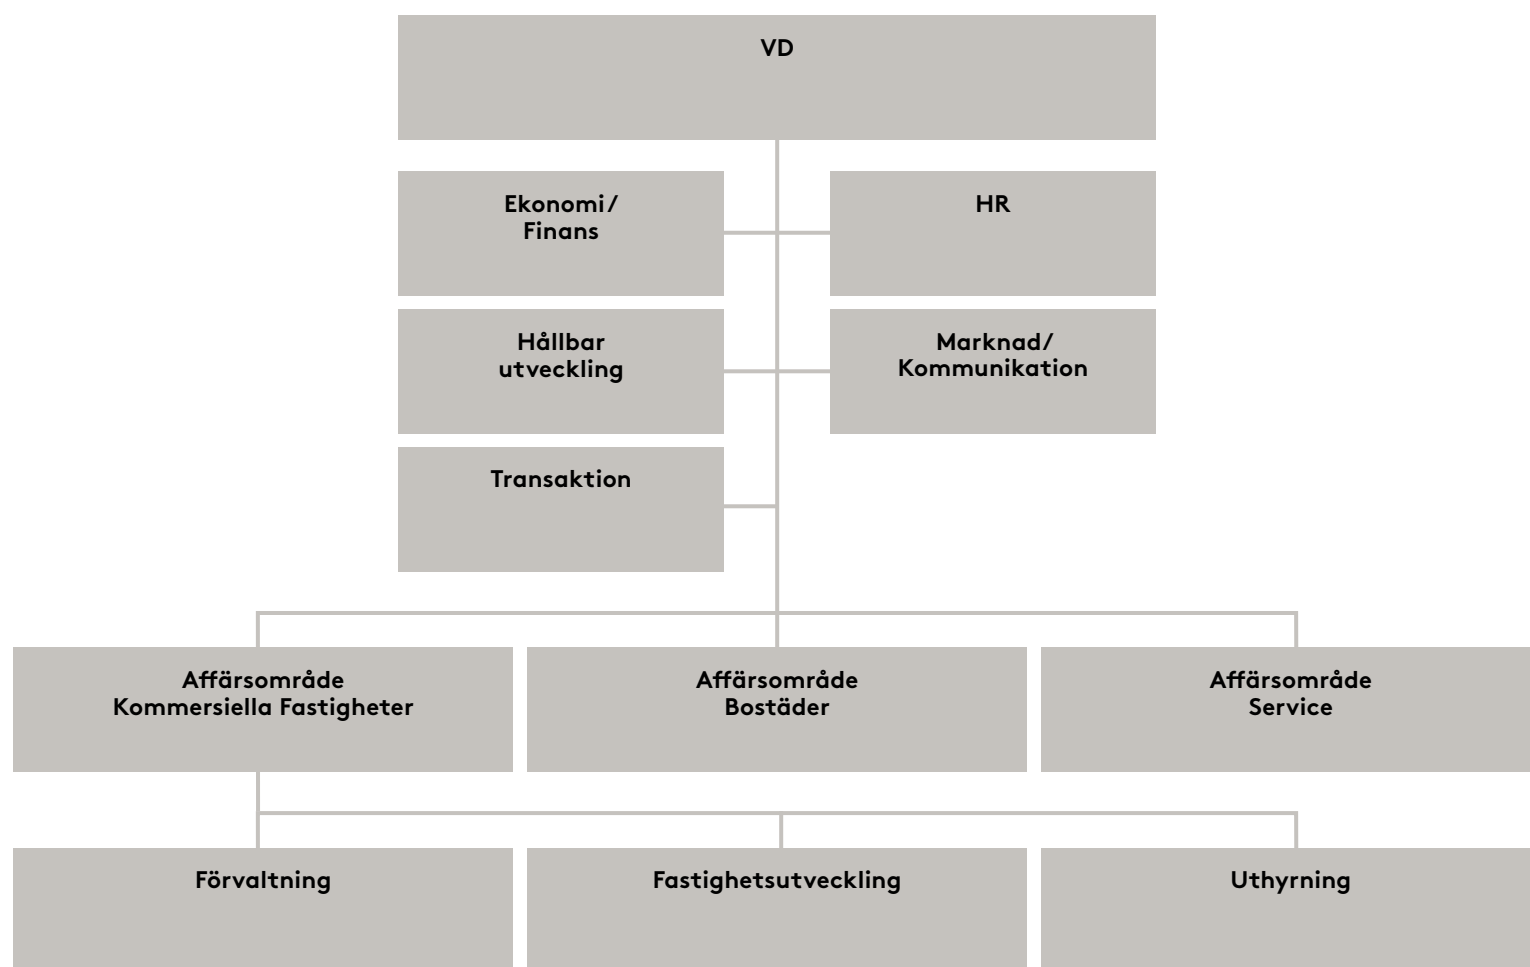 VD
Ekonomi/
Finans
HR
Hållbar
utveckling
Marknad/
Kommunikation
Transaktion
Affärsområde
Kommersiella Fastigheter
Affärsområde
Bostäder
Affärsområde
Service
Förvaltning
Fastighetsutveckling
Uthyrning